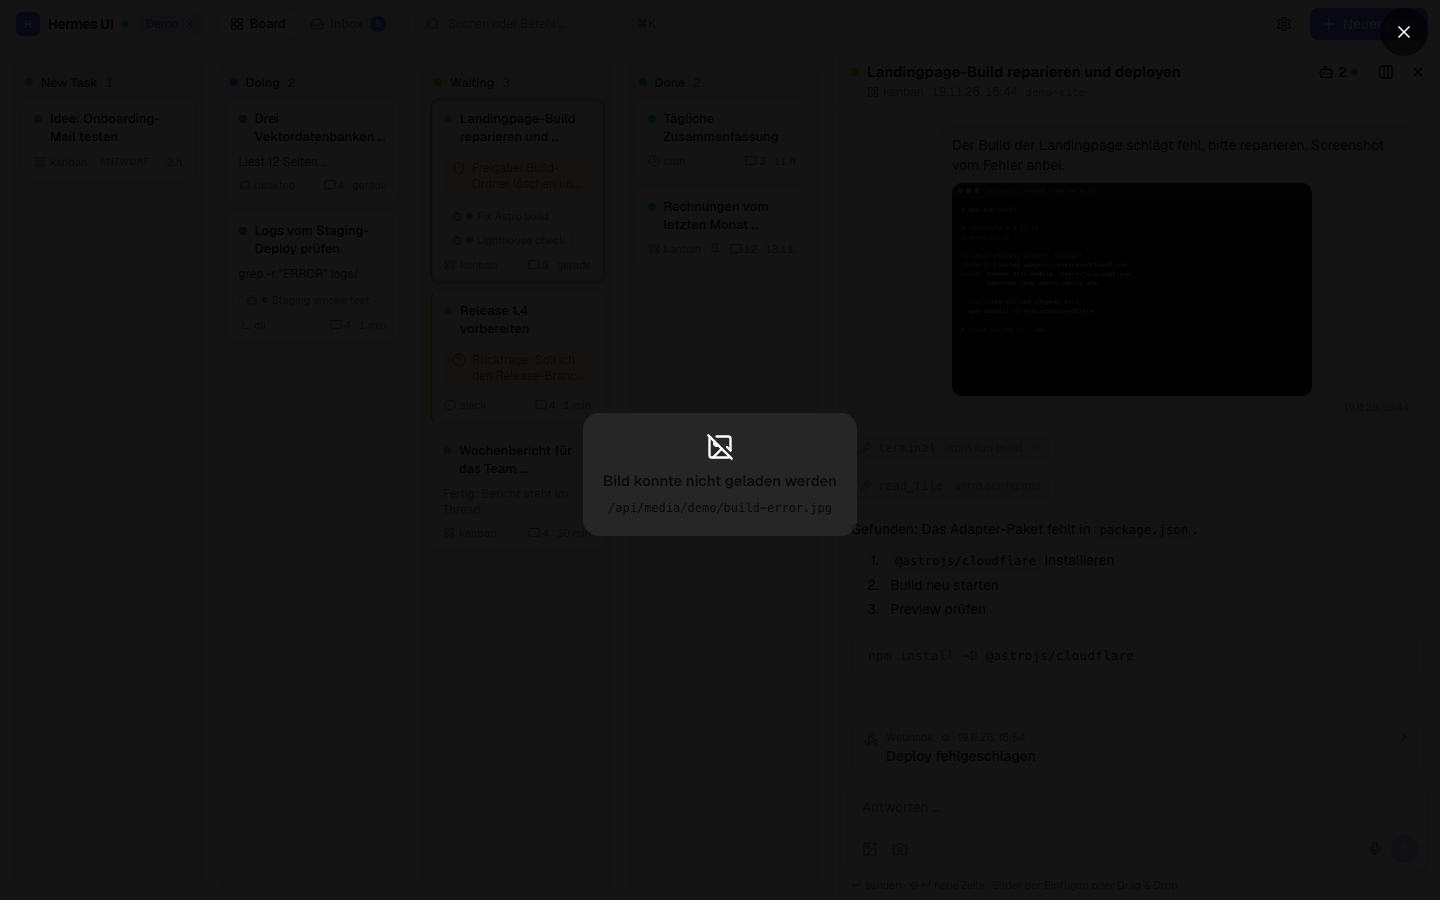 Hermes UI
Demo
Board
Inbox
Suchen oder Befehl …
⌘K
New Task 1
Idee: Onboarding-
Mail testen
kanban ENTWURF 2 h
Doing 2
Drei
Vektordatenbanken …
Liest 12 Seiten …
desktop 4 gerade
Logs vom Staging-
Deploy prüfen
grep -r "ERROR" logs/
Staging smoke test
cli 4 1 min
Waiting 3
Landingpage-Build
reparieren und …
Freigabe: Build-
Ordner löschen un…
Fix Astro build
Lighthouse check
kanban 9 gerade
Release 1.4
vorbereiten
Rückfrage: Soll ich
den Release-Branc…
slack 4 1 min
Wochenbericht für
das Team …
Fertig: Bericht steht im
Thread.
kanban 4 30 min
Done 2
Tägliche
Zusammenfassung
cron 3 11 h
Rechnungen vom
letzten Monat …
kanban 12 18.11.
Landingpage-Build reparieren und deployen
2
kanban 19.11.26, 16:44 demo-site
Der Build der Landingpage schlägt fehl, bitte reparieren. Screenshot
vom Fehler anbei.
19.11.26, 16:44
Bild konnte nicht geladen werden
/api/media/demo/build-error.jpg
terminal npm run build
read_file astro.config.mjs
Gefunden: Das Adapter-Paket fehlt in package.json.
1. @astrojs/cloudflare installieren
2. Build neu starten
3. Preview prüfen
npm install -D @astrojs/cloudflare
Webhook 19.11.26, 16:54
Deploy fehlgeschlagen
Antworten …
senden · neue Zeile · Bilder per Einfügen oder Drag & Drop